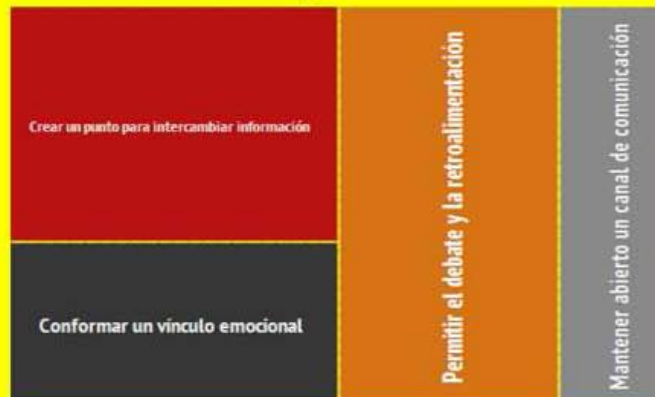 Crear un punto para intercambiar información
Conformar un vínculo emocional
Permitir el debate y la retroalimentación
Mantener abierto un canal de comunicación